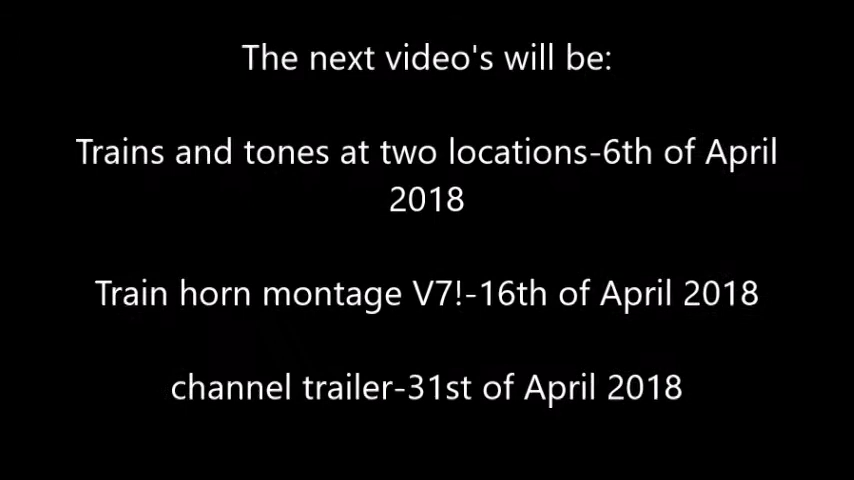 The next video's will be:
Trains and tones at two locations-6th of April
2018
Train horn montage V7!-16th of April 2018
channel trailer-31st of April 2018